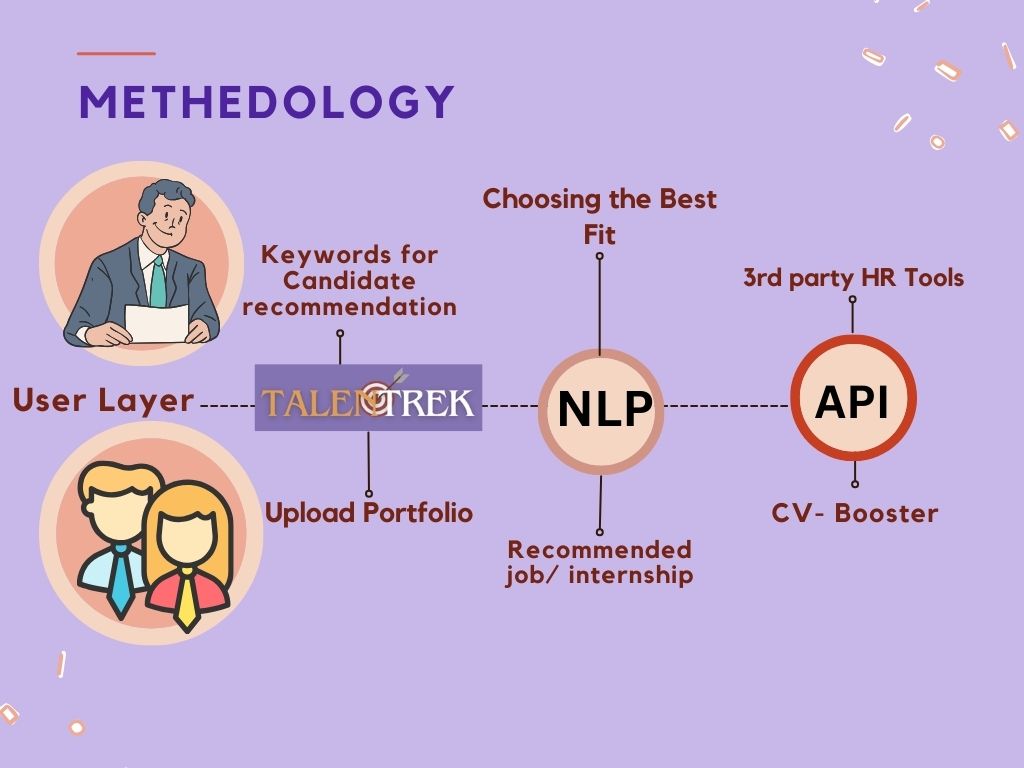 METHEDOLOGY
Choosing the Best
Fit
Keywords for
Candidate
recommendation
3rd party HR Tools
User Layer
TALENTREK
NLP
API
Upload Portfolio
CV- Booster
Recommended
job/ internship